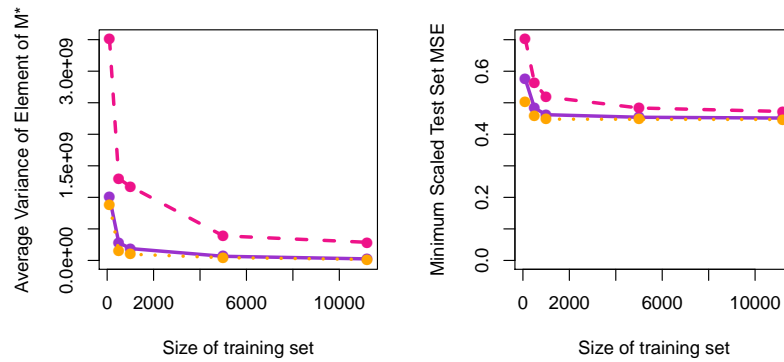 Average Variance of Element of M*
0.0e+00
1.5e+09
3.0e+09
0
2000
6000
10000
Size of training set
Minimum Scaled Test Set MSE
0.0
0.2
0.4
0.6
0
2000
6000
10000
Size of training set